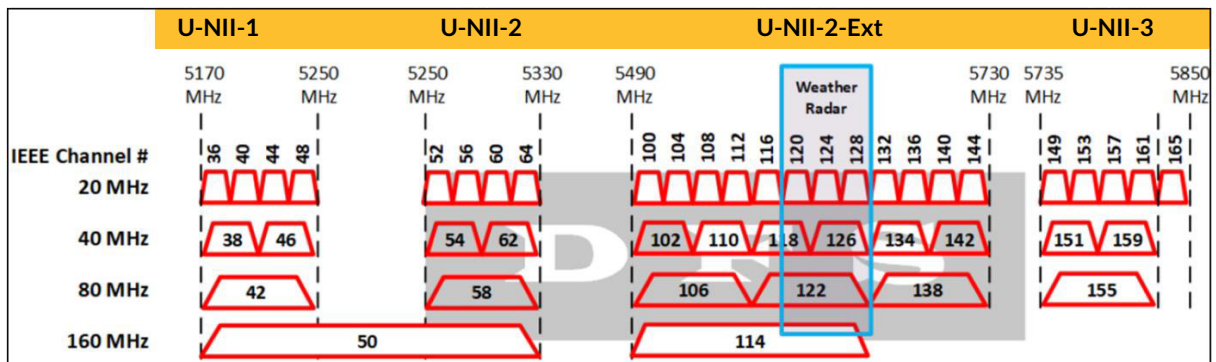 U-NII-1 U-NII-2 U-NII-2-Ext U-NII-3
5170 MHz 5250 MHz 5250 MHz 5330 MHz 5490 MHz Weather Radar 5730 MHz 5735 MHz 5850 MHz
IEEE Channel # 36 40 44 48 52 56 60 64 100 104 108 112 116 120 124 128 132 136 140 144 149 153 157 161 165
20 MHz
40 MHz 38 46 54 62 102 110 118 126 134 142 151 159
DFS
80 MHz 42 58 106 122 138 155
160 MHz 50 114